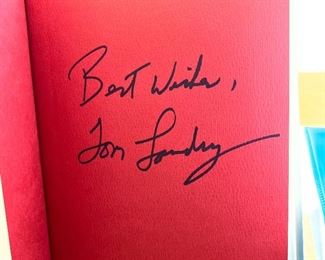 Best Wishes,
Tom Landry